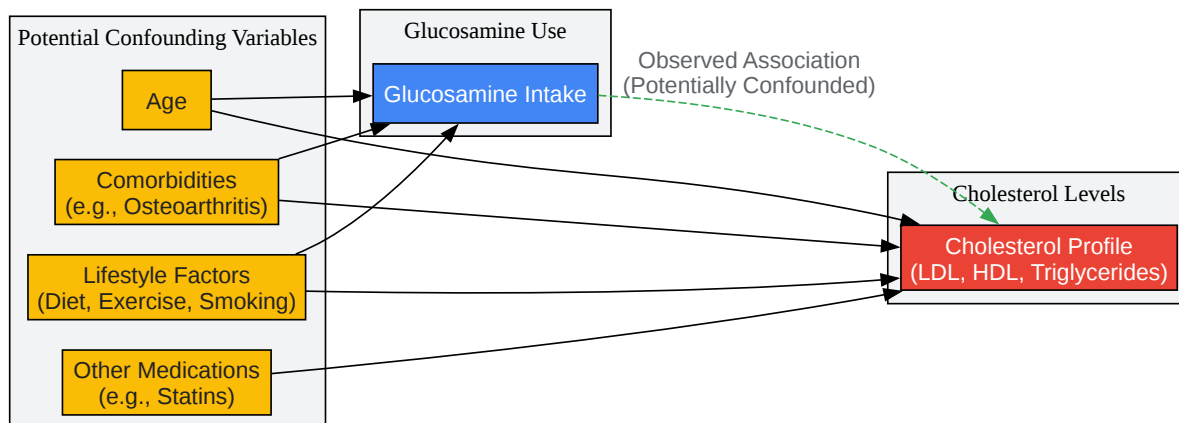 Potential Confounding Variables
Age
Comorbidities
(e.g., Osteoarthritis)
Lifestyle Factors
(Diet, Exercise, Smoking)
Other Medications
(e.g., Statins)
Glucosamine Use
Glucosamine Intake
Observed Association
(Potentially Confounded)
Cholesterol Levels
Cholesterol Profile
(LDL, HDL, Triglycerides)